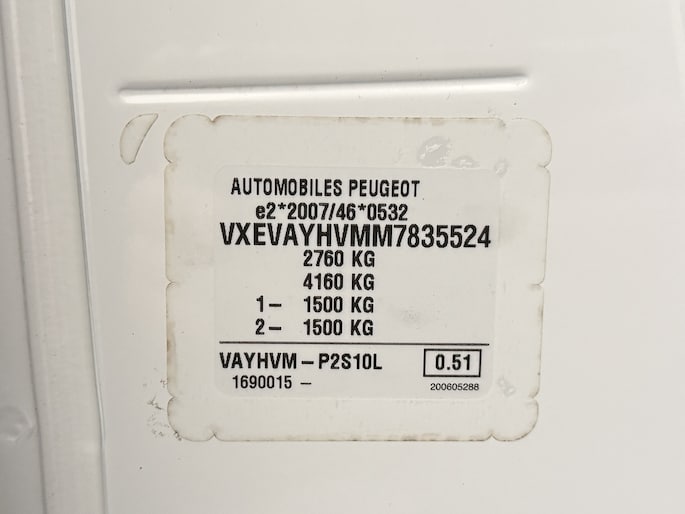 AUTOMOBILES PEUGEOT
e2*2007/46*0532
VXEVAYHVMM7835524
2760 KG
4160 KG
1- 1500 KG
2- 1500 KG
VAYHVM - P2S10L 0.51
1690015 - 200605288